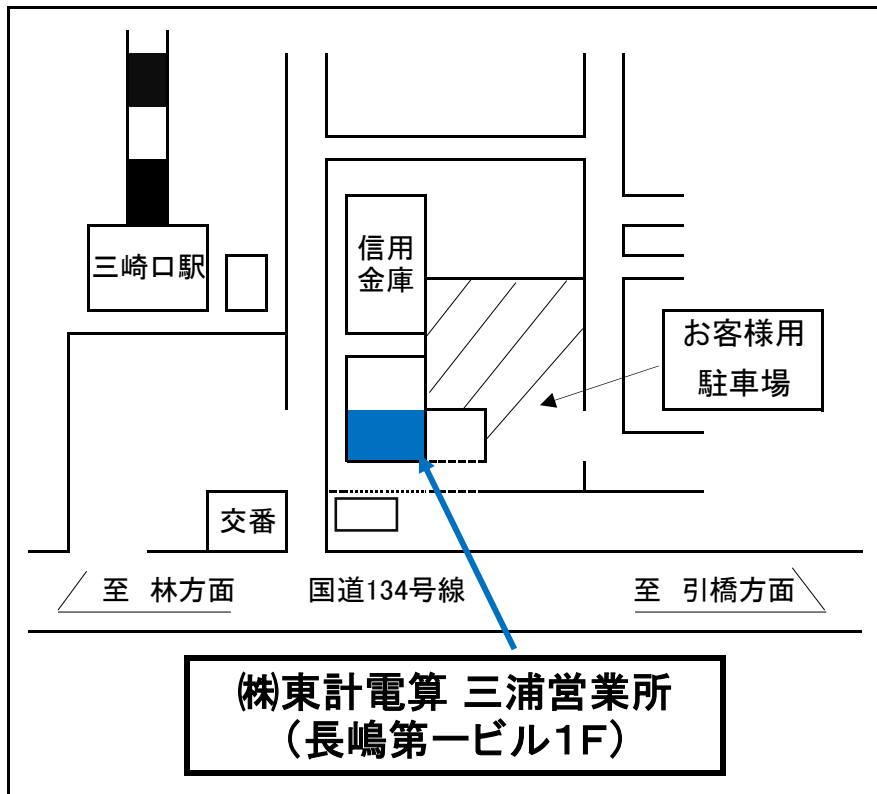 三崎口駅
信用
金庫
お客様用
駐車場
交番
至 林方面
国道134号線
至 引橋方面
㈱東計電算 三浦営業所
（長嶋第一ビル1F）